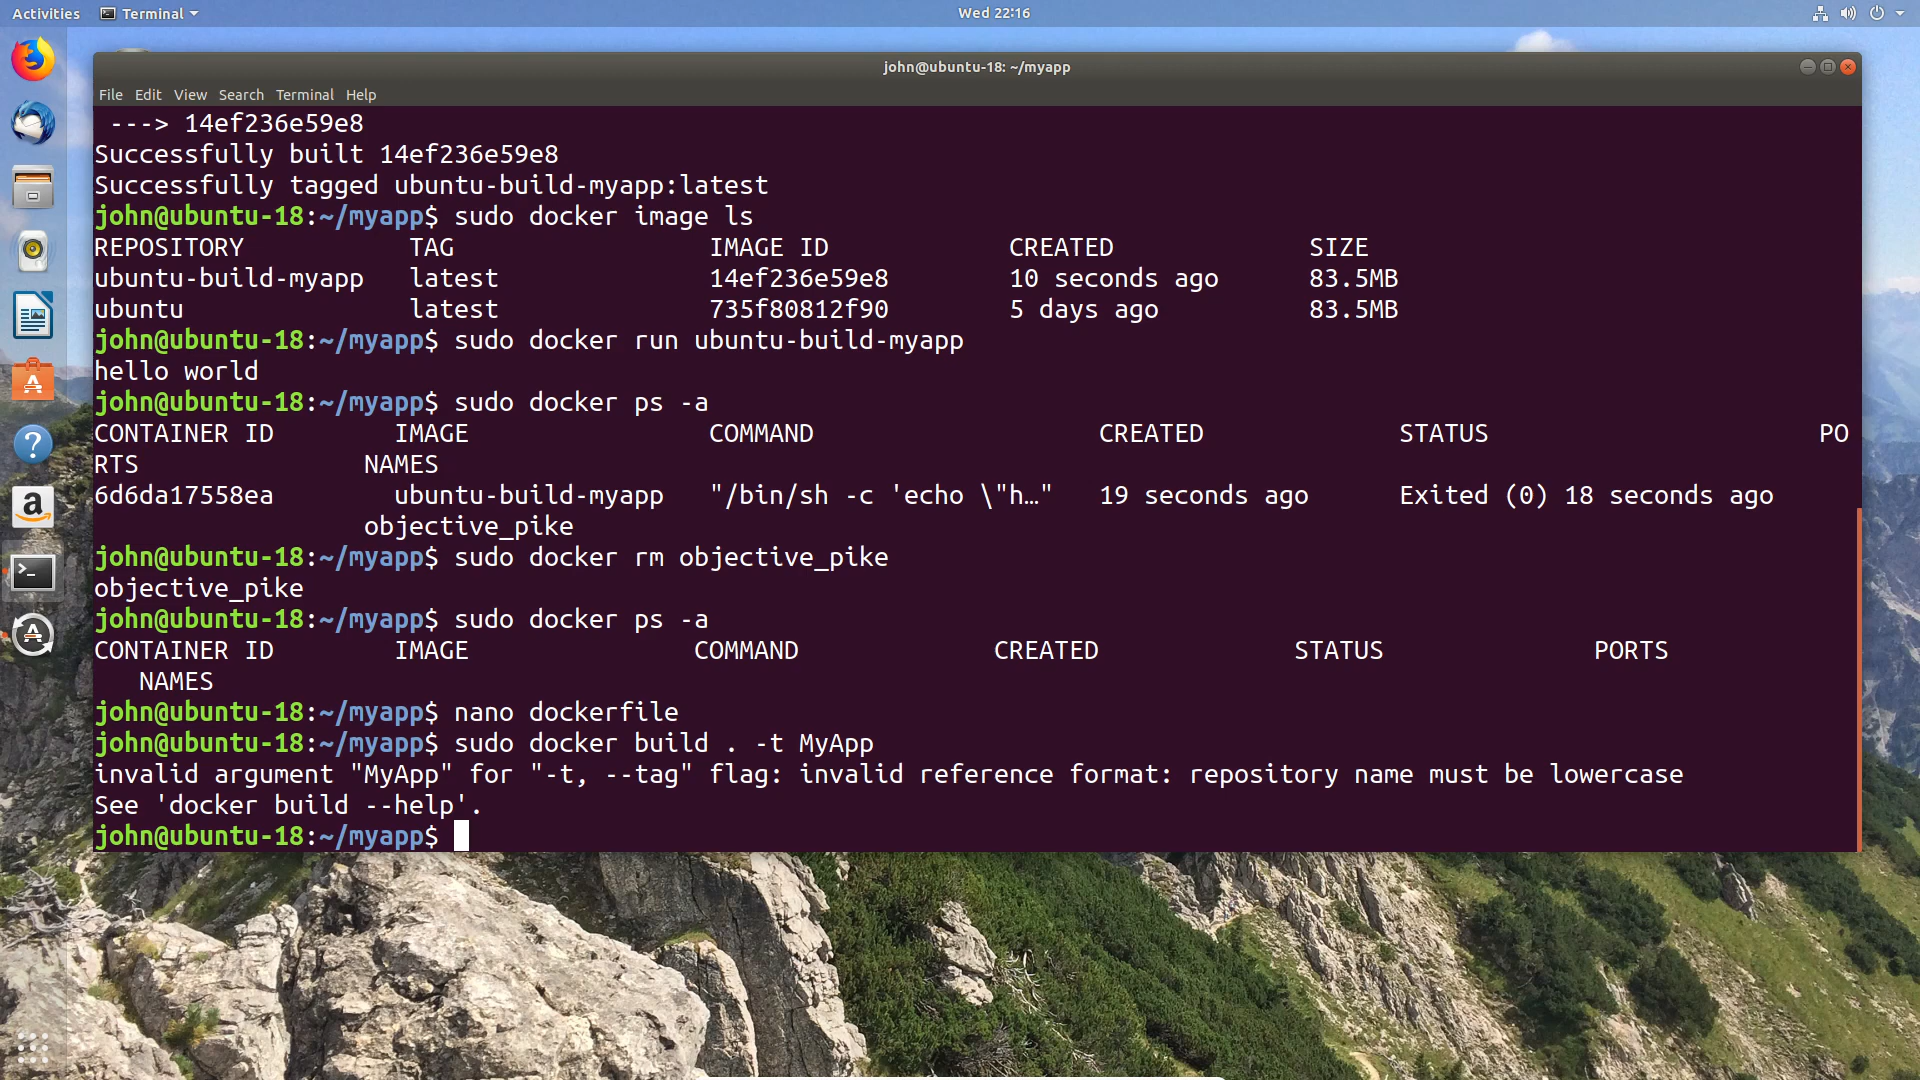 Activities Terminal Wed 22:16
john@ubuntu-18: ~/myapp
File Edit View Search Terminal Help
---> 14ef236e59e8
Successfully built 14ef236e59e8
Successfully tagged ubuntu-build-myapp:latest
john@ubuntu-18:~/myapp$ sudo docker image ls
REPOSITORY TAG IMAGE ID CREATED SIZE
ubuntu-build-myapp latest 14ef236e59e8 10 seconds ago 83.5MB
ubuntu latest 735f80812f90 5 days ago 83.5MB
john@ubuntu-18:~/myapp$ sudo docker run ubuntu-build-myapp
hello world
john@ubuntu-18:~/myapp$ sudo docker ps -a
CONTAINER ID IMAGE COMMAND CREATED STATUS PO
RTS NAMES
6d6da17558ea ubuntu-build-myapp "/bin/sh -c 'echo \"h…" 19 seconds ago Exited (0) 18 seconds ago
objective_pike
john@ubuntu-18:~/myapp$ sudo docker rm objective_pike
objective_pike
john@ubuntu-18:~/myapp$ sudo docker ps -a
CONTAINER ID IMAGE COMMAND CREATED STATUS PORTS
NAMES
john@ubuntu-18:~/myapp$ nano dockerfile
john@ubuntu-18:~/myapp$ sudo docker build . -t MyApp
invalid argument "MyApp" for "-t, --tag" flag: invalid reference format: repository name must be lowercase
See 'docker build --help'.
john@ubuntu-18:~/myapp$